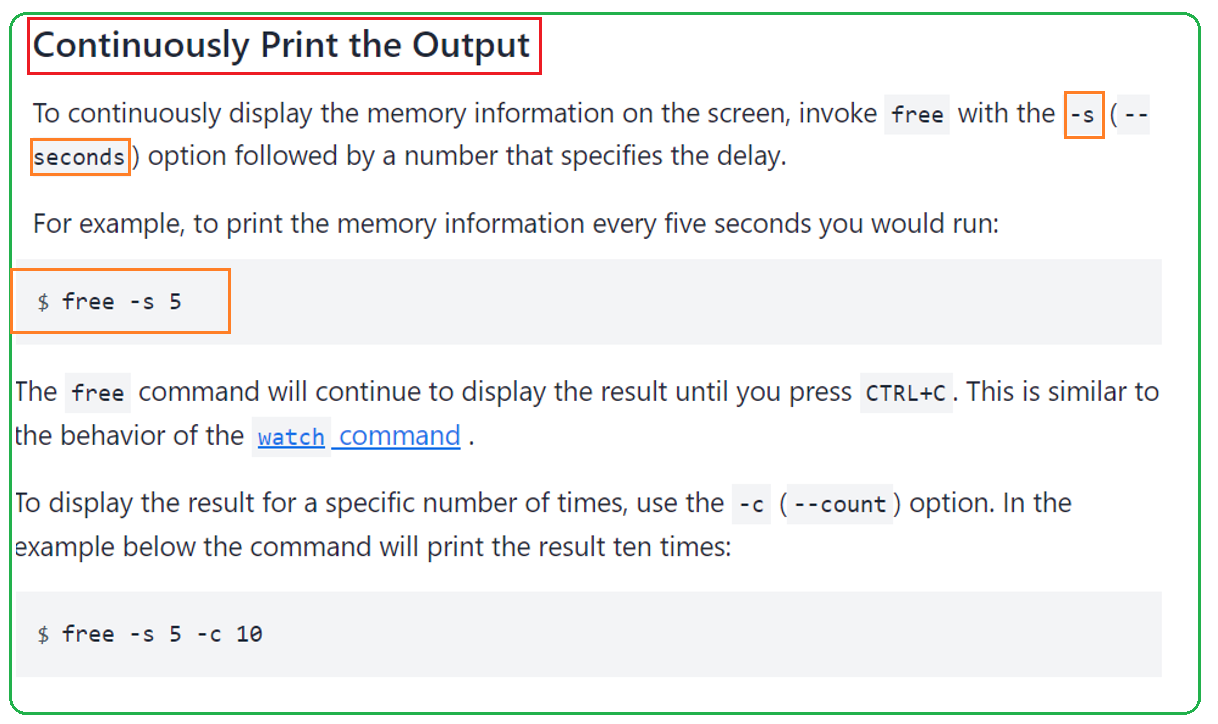 Continuously Print the Output
To continuously display the memory information on the screen, invoke free with the -s (--
seconds) option followed by a number that specifies the delay.
For example, to print the memory information every five seconds you would run:
$ free -s 5
The free command will continue to display the result until you press CTRL+C. This is similar to
the behavior of the watch command .
To display the result for a specific number of times, use the -c (--count) option. In the
example below the command will print the result ten times:
$ free -s 5 -c 10